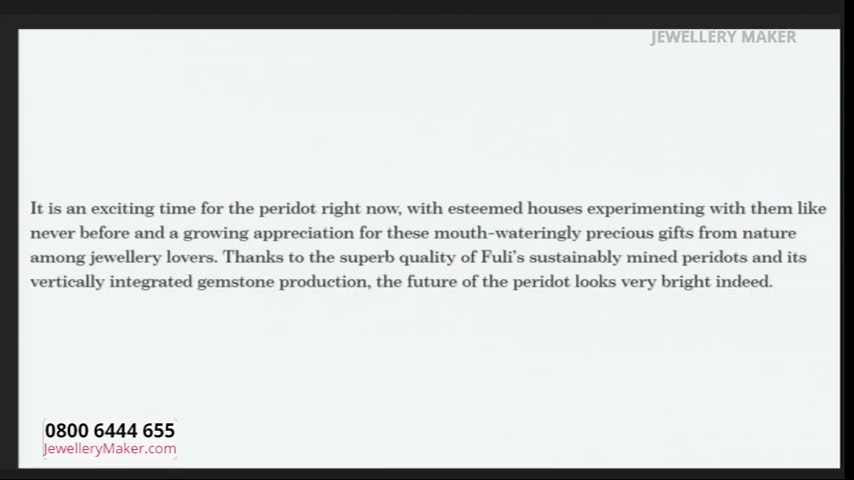 JEWELLERY MAKER
It is an exciting time for the peridot right now, with esteemed houses experimenting with them like
never before and a growing appreciation for these mouth-wateringly precious gifts from nature
among jewellery lovers. Thanks to the superb quality of Fuli's sustainably mined peridots and its
vertically integrated gemstone production, the future of the peridot looks very bright indeed.
0800 6444 655
JewelleryMaker.com